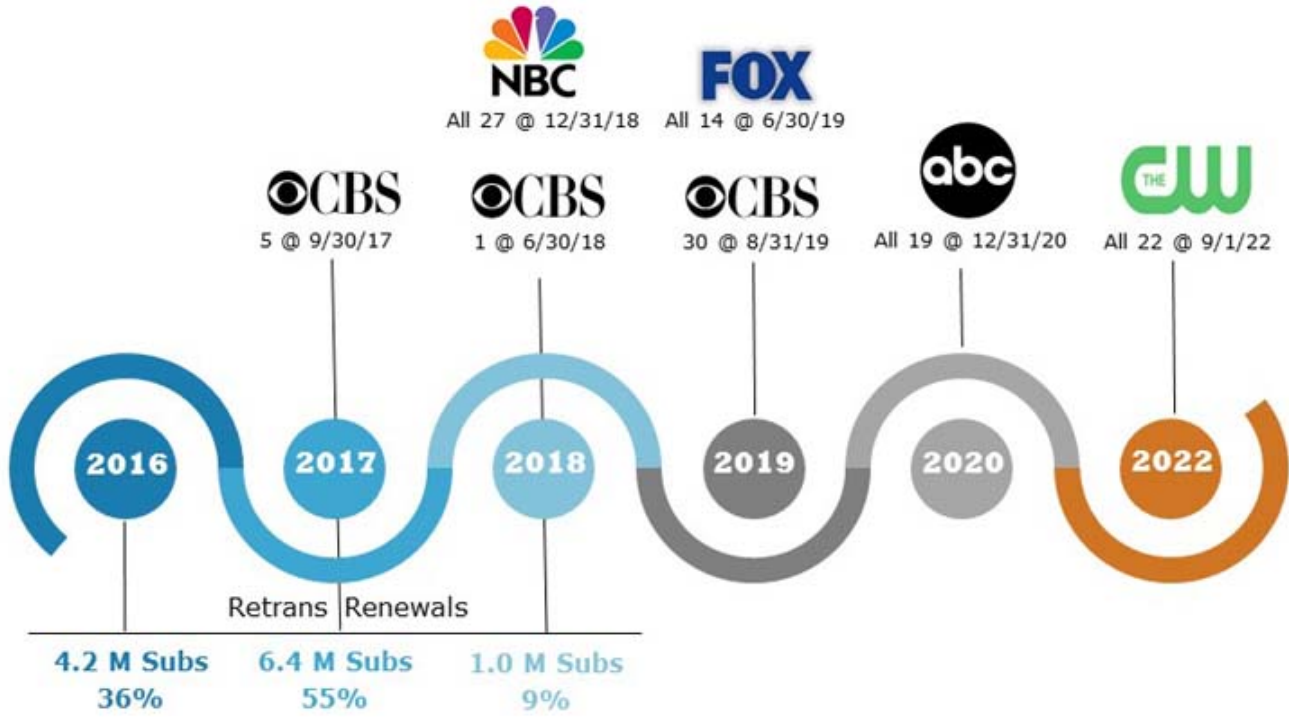 NBC
All 27 @ 12/31/18
FOX
All 14 @ 6/30/19
CBS
5 @ 9/30/17
CBS
1 @ 6/30/18
CBS
30 @ 8/31/19
abc
All 19 @ 12/31/20
THE CW
All 22 @ 9/1/22
2016
2017
2018
2019
2020
2022
Retrans Renewals
4.2 M Subs
36%
6.4 M Subs
55%
1.0 M Subs
9%